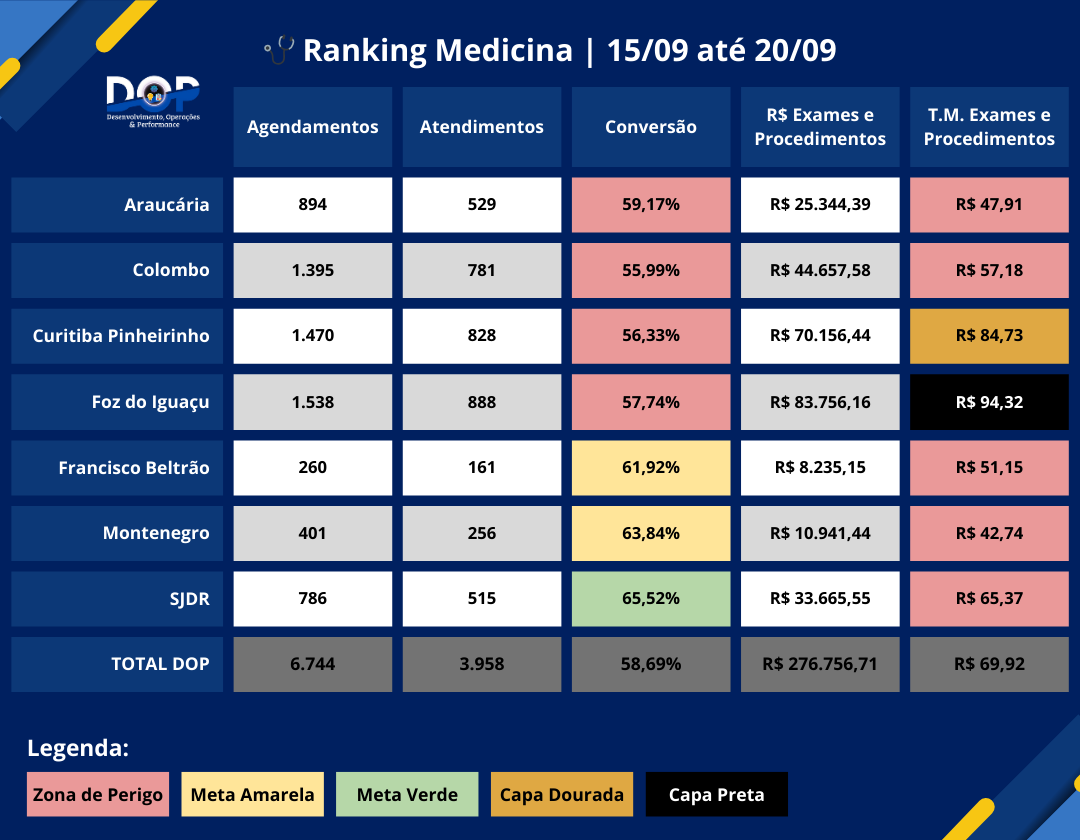 Ranking Medicina | 15/09 até 20/09
DOP
Desenvolvimento, Operações
& Performance
Agendamentos Atendimentos Conversão R$ Exames e Procedimentos T.M. Exames e Procedimentos
Araucária 894 529 59,17% R$ 25.344,39 R$ 47,91
Colombo 1.395 781 55,99% R$ 44.657,58 R$ 57,18
Curitiba Pinheirinho 1.470 828 56,33% R$ 70.156,44 R$ 84,73
Foz do Iguaçu 1.538 888 57,74% R$ 83.756,16 R$ 94,32
Francisco Beltrão 260 161 61,92% R$ 8.235,15 R$ 51,15
Montenegro 401 256 63,84% R$ 10.941,44 R$ 42,74
SJDR 786 515 65,52% R$ 33.665,55 R$ 65,37
TOTAL DOP 6.744 3.958 58,69% R$ 276.756,71 R$ 69,92
Legenda:
Zona de Perigo Meta Amarela Meta Verde Capa Dourada Capa Preta